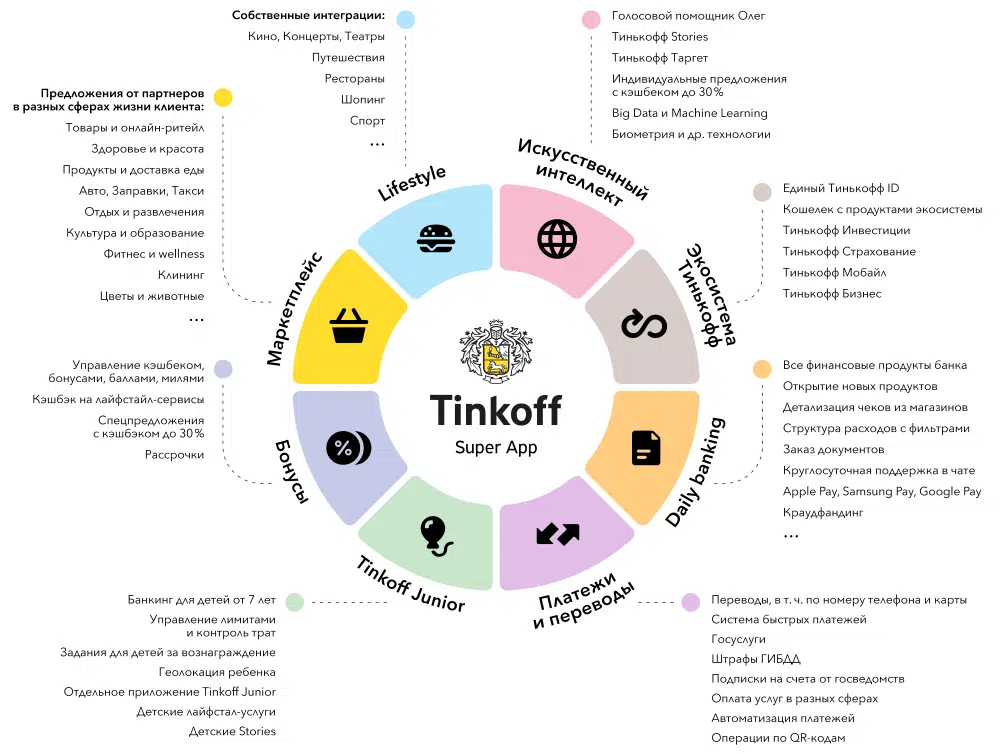 Собственные интеграции:
Кино, Концерты, Театры
Путешествия
Рестораны
Шопинг
Спорт
...
Голосовой помощник Олег
Тинькофф Stories
Тинькофф Таргет
Индивидуальные предложения
с кэшбеком до 30%
Big Data и Machine Learning
Биометрия и др. технологии
Предложения от партнеров
в разных сферах жизни клиента:
Товары и онлайн-ритейл
Здоровье и красота
Продукты и доставка еды
Авто, Заправки, Такси
Отдых и развлечения
Культура и образование
Фитнес и wellness
Клининг
Цветы и животные
...
Lifestyle
Искусственный
интеллект
Единый Тинькофф ID
Кошелек с продуктами экосистемы
Тинькофф Инвестиции
Тинькофф Страхование
Тинькофф Мобайл
Тинькофф Бизнес
Маркетплейс
Экосистема
Тинькофф
Tinkoff
Super App
Управление кэшбеком,
бонусами, баллами, милями
Кэшбэк на лайфстайл-сервисы
Спецпредложения
с кэшбеком до 30%
Рассрочки
Бонусы
%
Daily banking
Все финансовые продукты банка
Открытие новых продуктов
Детализация чеков из магазинов
Структура расходов с фильтрами
Заказ документов
Круглосуточная поддержка в чате
Apple Pay, Samsung Pay, Google Pay
Краудфандинг
...
Tinkoff Junior
Платежи
и переводы
Банкинг для детей от 7 лет
Управление лимитами
и контроль трат
Задания для детей за вознаграждение
Геолокация ребенка
Отдельное приложение Tinkoff Junior
Детские лайфстал-услуги
Детские Stories
Переводы, в т. ч. по номеру телефона и карты
Система быстрых платежей
Госуслуги
Штрафы ГИБДД
Подписки на счета от госведомств
Оплата услуг в разных сферах
Автоматизация платежей
Операции по QR-кодам